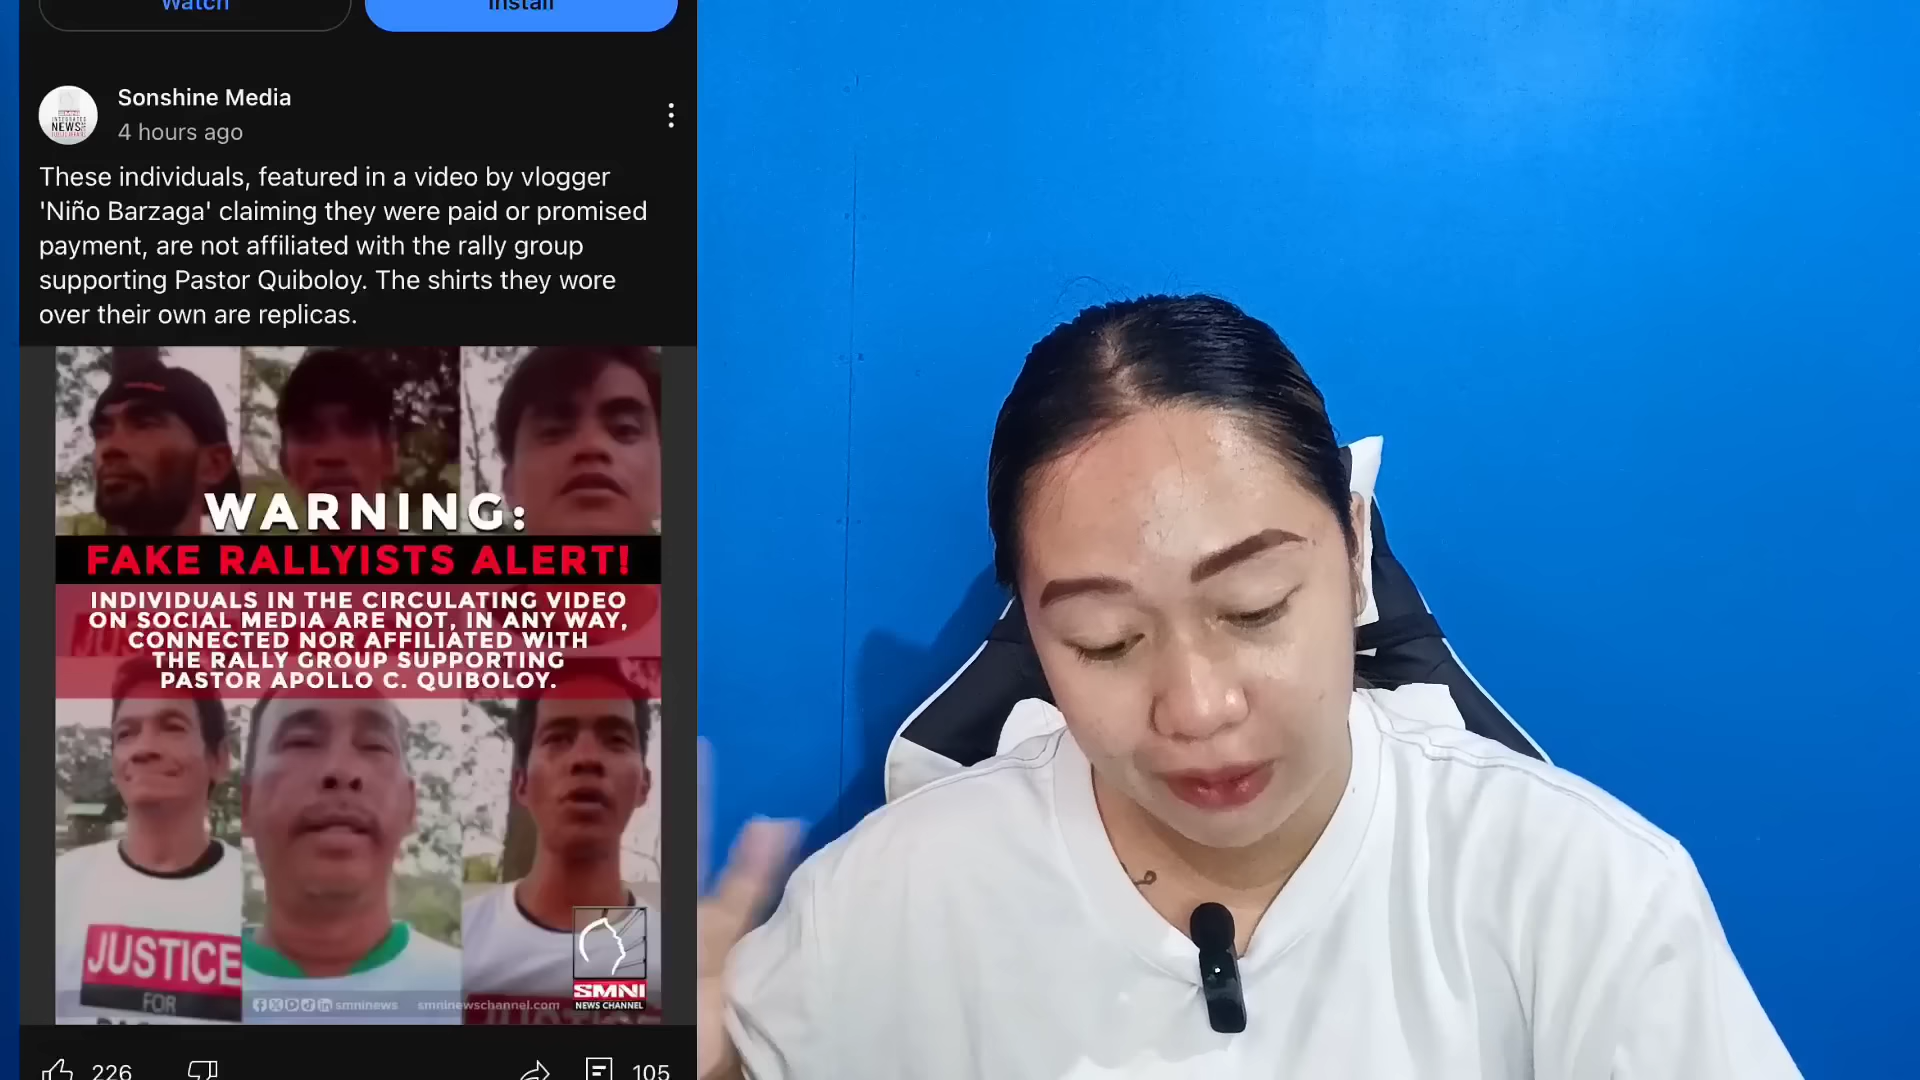 Watch
Install
Sonshine Media
4 hours ago
These individuals, featured in a video by vlogger
'Niño Barzaga' claiming they were paid or promised
payment, are not affiliated with the rally group
supporting Pastor Quiboloy. The shirts they wore
over their own are replicas.
WARNING:
FAKE RALLYISTS ALERT!
INDIVIDUALS IN THE CIRCULATING VIDEO
ON SOCIAL MEDIA ARE NOT, IN ANY WAY,
CONNECTED NOR AFFILIATED WITH
THE RALLY GROUP SUPPORTING
PASTOR APOLLO C. QUIBOLOY.
JUSTICE
FOR
smninews smninewschannel.com
SMNI
NEWS CHANNEL
226 105